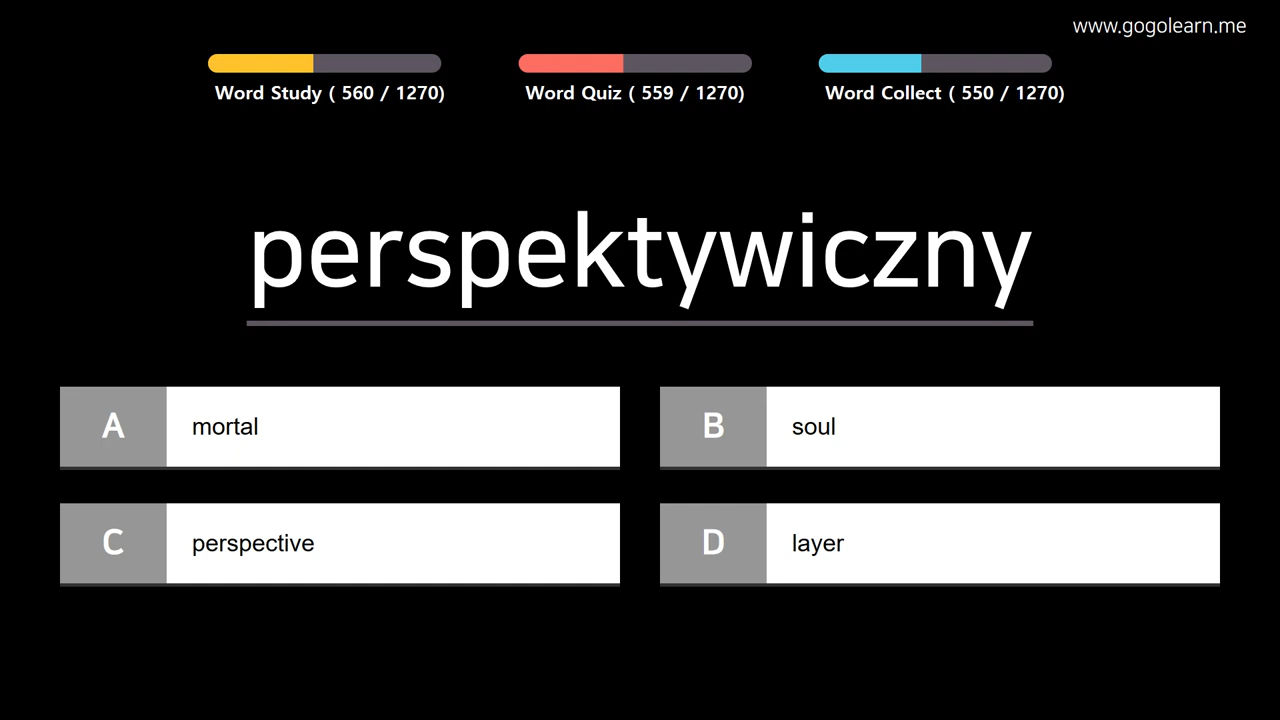 www.gogolearn.me
Word Study ( 560 / 1270)
Word Quiz ( 559 / 1270)
Word Collect ( 550 / 1270)
perspektywiczny
A mortal
B soul
C perspective
D layer